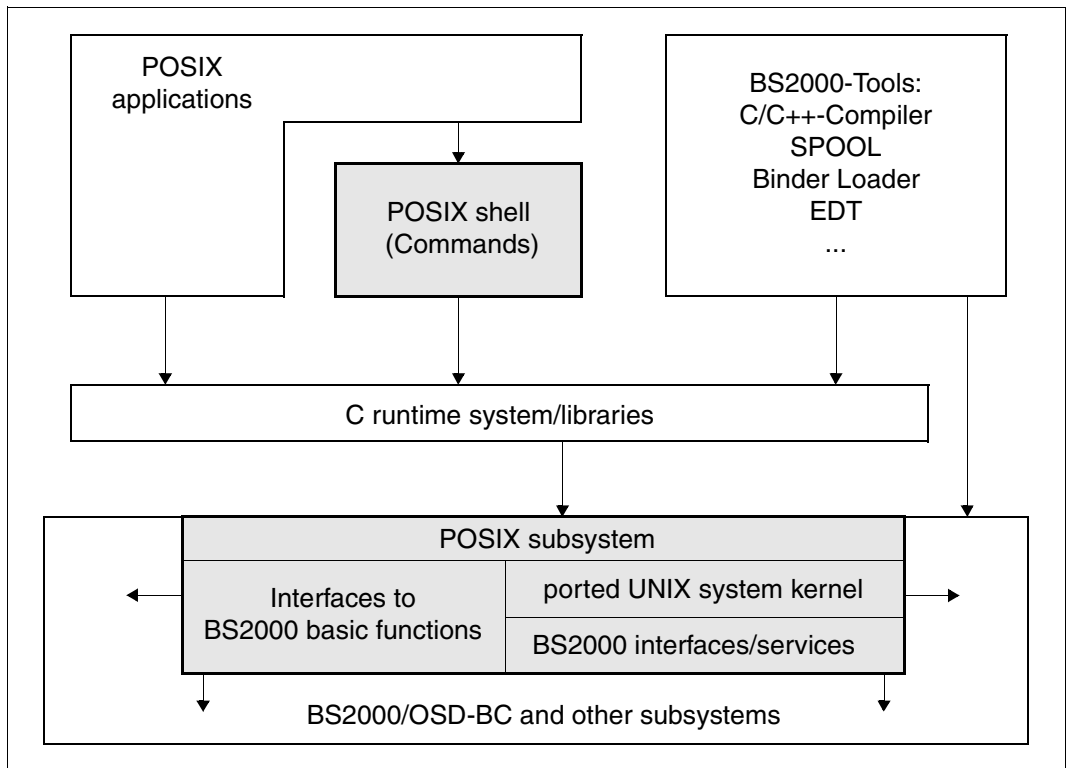 POSIX
applications
POSIX shell
(Commands)
BS2000-Tools:
C/C++-Compiler
SPOOL
Binder Loader
EDT
...
C runtime system/libraries
POSIX subsystem
Interfaces to
BS2000 basic functions
ported UNIX system kernel
BS2000 interfaces/services
BS2000/OSD-BC and other subsystems